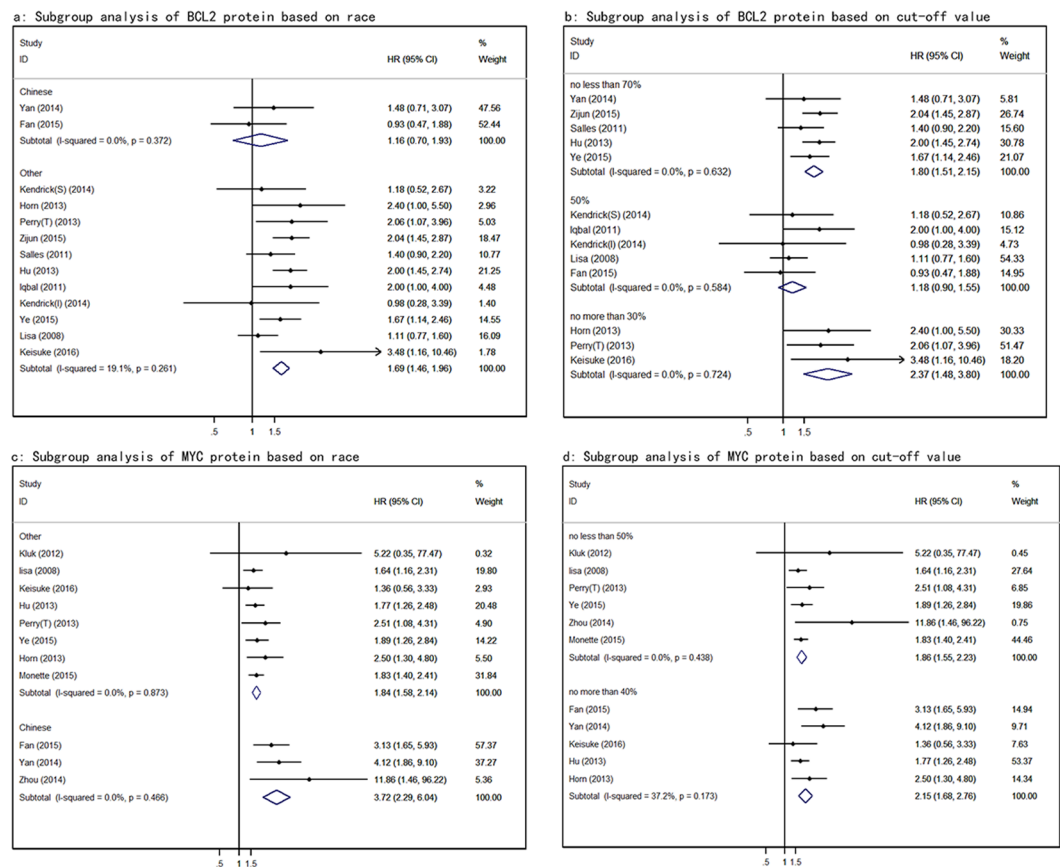 a: Subgroup analysis of BCL2 protein based on race
Study %
ID HR (95% CI) Weight
Chinese
Yan (2014) 1.48 (0.71, 3.07) 47.56
Fan (2015) 0.93 (0.47, 1.88) 52.44
Subtotal (I-squared = 0.0%, p = 0.372) 1.16 (0.70, 1.93) 100.00
Other
Kendrick(S) (2014) 1.18 (0.52, 2.67) 3.22
Horn (2013) 2.40 (1.00, 5.50) 2.96
Perry(T) (2013) 2.06 (1.07, 3.96) 5.03
Zijun (2015) 2.04 (1.45, 2.87) 18.47
Salles (2011) 1.40 (0.90, 2.20) 10.77
Hu (2013) 2.00 (1.45, 2.74) 21.25
Iqbal (2011) 2.00 (1.00, 4.00) 4.48
Kendrick(I) (2014) 0.98 (0.28, 3.39) 1.40
Ye (2015) 1.67 (1.14, 2.46) 14.55
Lisa (2008) 1.11 (0.77, 1.60) 16.09
Keisuke (2016) 3.48 (1.16, 10.46) 1.78
Subtotal (I-squared = 19.1%, p = 0.261) 1.69 (1.46, 1.96) 100.00
.5 1 1.5
b: Subgroup analysis of BCL2 protein based on cut-off value
Study %
ID HR (95% CI) Weight
no less than 70%
Yan (2014) 1.48 (0.71, 3.07) 5.81
Zijun (2015) 2.04 (1.45, 2.87) 26.74
Salles (2011) 1.40 (0.90, 2.20) 15.60
Hu (2013) 2.00 (1.45, 2.74) 30.78
Ye (2015) 1.67 (1.14, 2.46) 21.07
Subtotal (I-squared = 0.0%, p = 0.632) 1.80 (1.51, 2.15) 100.00
50%
Kendrick(S) (2014) 1.18 (0.52, 2.67) 10.86
Iqbal (2011) 2.00 (1.00, 4.00) 15.12
Kendrick(I) (2014) 0.98 (0.28, 3.39) 4.73
Lisa (2008) 1.11 (0.77, 1.60) 54.33
Fan (2015) 0.93 (0.47, 1.88) 14.95
Subtotal (I-squared = 0.0%, p = 0.584) 1.18 (0.90, 1.55) 100.00
no more than 30%
Horn (2013) 2.40 (1.00, 5.50) 30.33
Perry(T) (2013) 2.06 (1.07, 3.96) 51.47
Keisuke (2016) 3.48 (1.16, 10.46) 18.20
Subtotal (I-squared = 0.0%, p = 0.724) 2.37 (1.48, 3.80) 100.00
.5 1 1.5
c: Subgroup analysis of MYC protein based on race
Study %
ID HR (95% CI) Weight
Other
Kluk (2012) 5.22 (0.35, 77.47) 0.32
lisa (2008) 1.64 (1.16, 2.31) 19.80
Keisuke (2016) 1.36 (0.56, 3.33) 2.93
Hu (2013) 1.77 (1.26, 2.48) 20.48
Perry(T) (2013) 2.51 (1.08, 4.31) 4.90
Ye (2015) 1.89 (1.26, 2.84) 14.22
Horn (2013) 2.50 (1.30, 4.80) 5.50
Monette (2015) 1.83 (1.40, 2.41) 31.84
Subtotal (I-squared = 0.0%, p = 0.873) 1.84 (1.58, 2.14) 100.00
Chinese
Fan (2015) 3.13 (1.65, 5.93) 57.37
Yan (2014) 4.12 (1.86, 9.10) 37.27
Zhou (2014) 11.86 (1.46, 96.22) 5.36
Subtotal (I-squared = 0.0%, p = 0.466) 3.72 (2.29, 6.04) 100.00
.5 1 1.5
d: Subgroup analysis of MYC protein based on cut-off value
Study %
ID HR (95% CI) Weight
no less than 50%
Kluk (2012) 5.22 (0.35, 77.47) 0.45
lisa (2008) 1.64 (1.16, 2.31) 27.64
Perry(T) (2013) 2.51 (1.08, 4.31) 6.85
Ye (2015) 1.89 (1.26, 2.84) 19.86
Zhou (2014) 11.86 (1.46, 96.22) 0.75
Monette (2015) 1.83 (1.40, 2.41) 44.46
Subtotal (I-squared = 0.0%, p = 0.438) 1.86 (1.55, 2.23) 100.00
no more than 40%
Fan (2015) 3.13 (1.65, 5.93) 14.94
Yan (2014) 4.12 (1.86, 9.10) 9.71
Keisuke (2016) 1.36 (0.56, 3.33) 7.63
Hu (2013) 1.77 (1.26, 2.48) 53.37
Horn (2013) 2.50 (1.30, 4.80) 14.34
Subtotal (I-squared = 37.2%, p = 0.173) 2.15 (1.68, 2.76) 100.00
.5 1 1.5